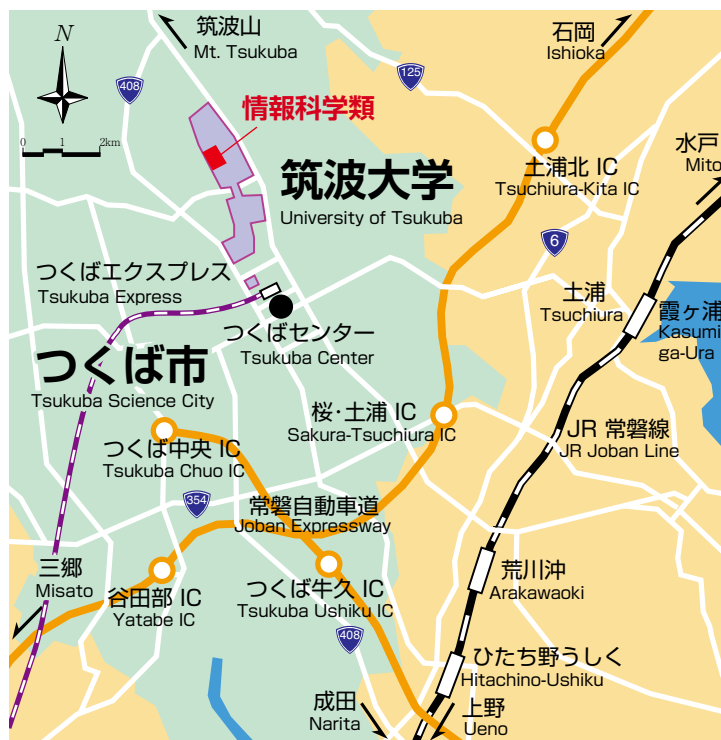 筑波山
Mt. Tsukuba
石岡
Ishioka
N
408
125
情報科学類
0 1 2km
水戸
Mito
土浦北 IC
Tsuchiura-Kita IC
筑波大学
University of Tsukuba
6
つくばエクスプレス
Tsukuba Express
土浦
Tsuchiura
霞ヶ浦
Kasumi
ga-Ura
つくばセンター
Tsukuba Center
つくば市
Tsukuba Science City
桜･土浦 IC
Sakura-Tsuchiura IC
つくば中央 IC
Tsukuba Chuo IC
JR 常磐線
JR Joban Line
354
常磐自動車道
Joban Expressway
三郷
Misato
谷田部 IC
Yatabe IC
つくば牛久 IC
Tsukuba Ushiku IC
荒川沖
Arakawaoki
408
ひたち野うしく
Hitachino-Ushiku
成田
Narita
上野
Ueno